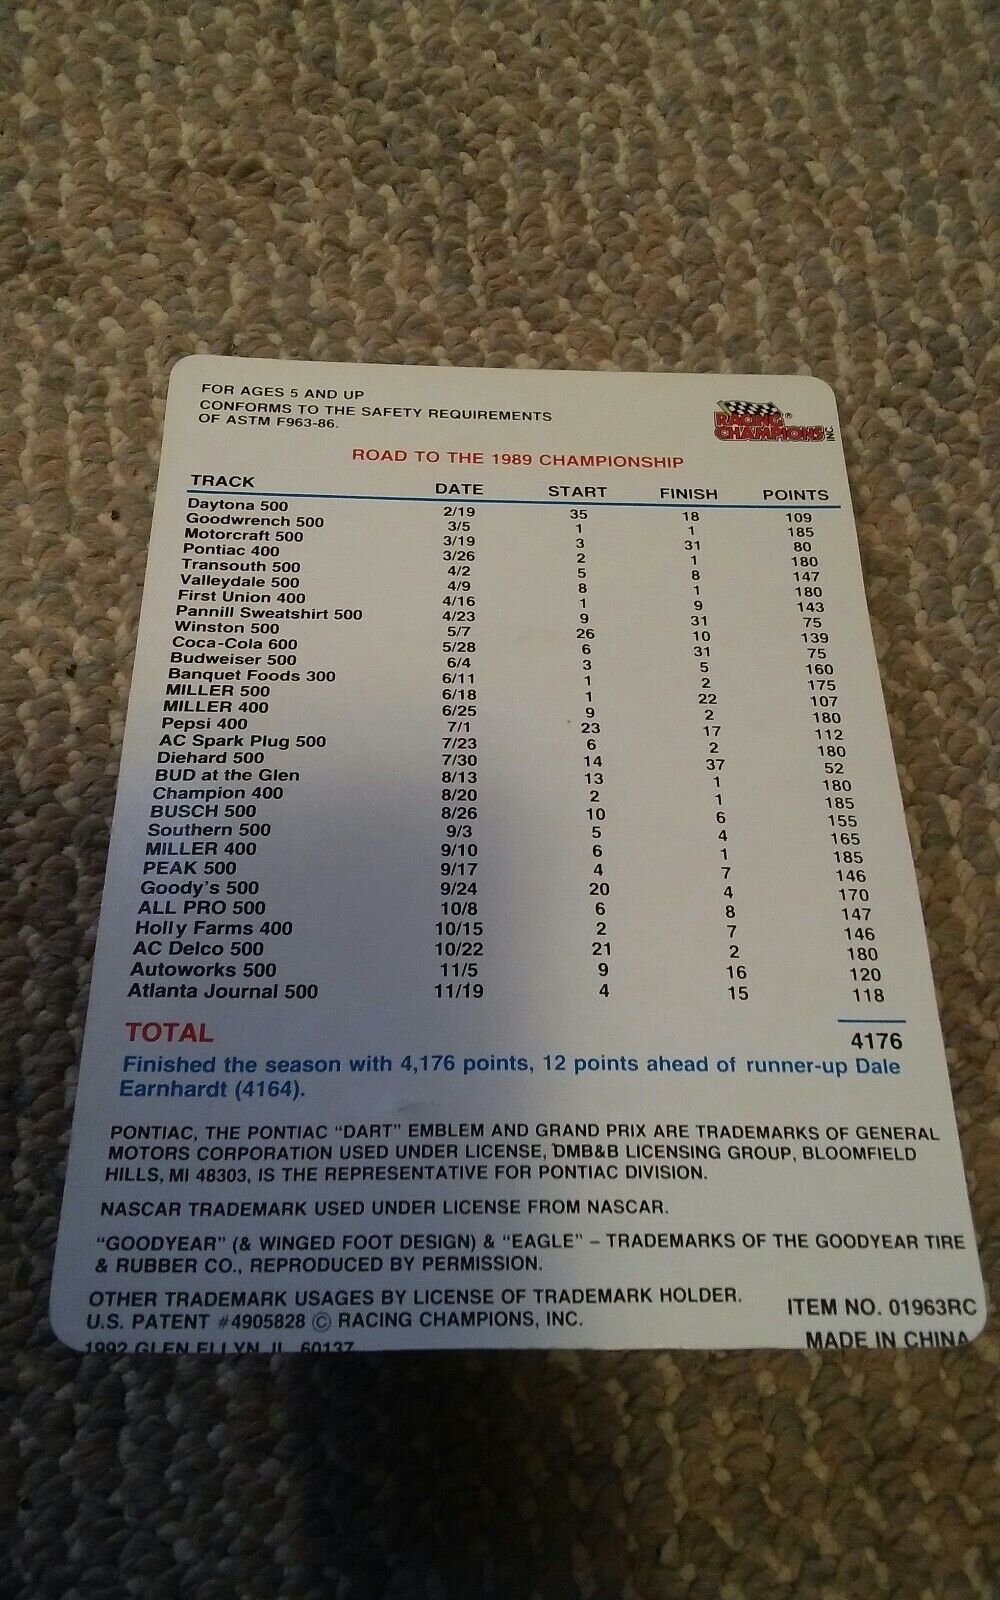 FOR AGES 5 AND UP
CONFORMS TO THE SAFETY REQUIREMENTS
OF ASTM F963-86.
RACING ®
CHAMPIONS INC.
ROAD TO THE 1989 CHAMPIONSHIP
TRACK DATE START FINISH POINTS
Daytona 500 2/19 35 18 109
Goodwrench 500 3/5 1 1 185
Motorcraft 500 3/19 3 31 80
Pontiac 400 3/26 2 1 180
Transouth 500 4/2 5 8 147
Valleydale 500 4/9 8 1 180
First Union 400 4/16 1 9 143
Pannill Sweatshirt 500 4/23 9 31 75
Winston 500 5/7 26 10 139
Coca-Cola 600 5/28 6 31 75
Budweiser 500 6/4 3 5 160
Banquet Foods 300 6/11 1 2 175
MILLER 500 6/18 1 22 107
MILLER 400 6/25 9 2 180
Pepsi 400 7/1 23 17 112
AC Spark Plug 500 7/23 6 2 180
Diehard 500 7/30 14 37 52
BUD at the Glen 8/13 13 1 180
Champion 400 8/20 2 1 185
BUSCH 500 8/26 10 6 155
Southern 500 9/3 5 4 165
MILLER 400 9/10 6 1 185
PEAK 500 9/17 4 7 146
Goody's 500 9/24 20 4 170
ALL PRO 500 10/8 6 8 147
Holly Farms 400 10/15 2 7 146
AC Delco 500 10/22 21 2 180
Autoworks 500 11/5 9 16 120
Atlanta Journal 500 11/19 4 15 118
TOTAL 4176
Finished the season with 4,176 points, 12 points ahead of runner-up Dale
Earnhardt (4164).
PONTIAC, THE PONTIAC "DART" EMBLEM AND GRAND PRIX ARE TRADEMARKS OF GENERAL
MOTORS CORPORATION USED UNDER LICENSE, DMB&B LICENSING GROUP, BLOOMFIELD
HILLS, MI 48303, IS THE REPRESENTATIVE FOR PONTIAC DIVISION.
NASCAR TRADEMARK USED UNDER LICENSE FROM NASCAR.
"GOODYEAR" (& WINGED FOOT DESIGN) & "EAGLE" – TRADEMARKS OF THE GOODYEAR TIRE
& RUBBER CO., REPRODUCED BY PERMISSION.
OTHER TRADEMARK USAGES BY LICENSE OF TRADEMARK HOLDER.
U.S. PATENT #4905828 © RACING CHAMPIONS, INC.
1992 GLEN ELLYN, IL 60137
ITEM NO. 01963RC
MADE IN CHINA